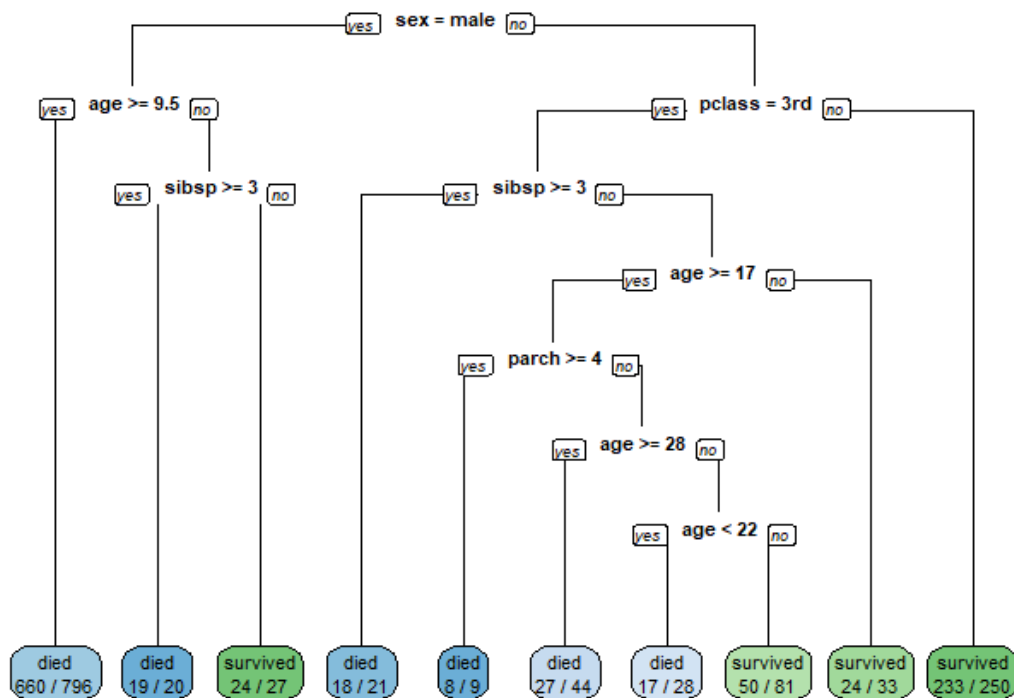 yes sex = male no
yes age >= 9.5 no
yes pclass = 3rd no
yes sibsp >= 3 no
yes sibsp >= 3 no
yes age >= 17 no
yes parch >= 4 no
yes age >= 28 no
yes age < 22 no
died
660 / 796
died
19 / 20
survived
24 / 27
died
18 / 21
died
8 / 9
died
27 / 44
died
17 / 28
survived
50 / 81
survived
24 / 33
survived
233 / 250